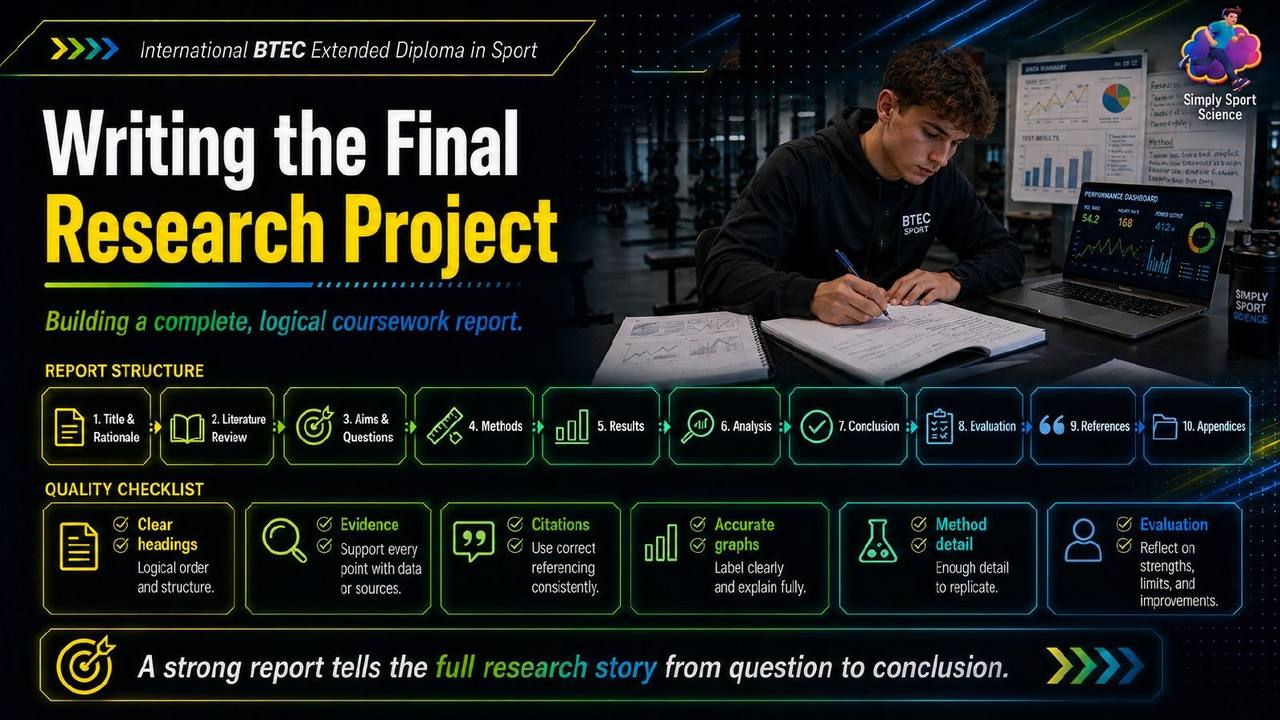 International BTEC Extended Diploma in Sport
Simply Sport
Science
Writing the Final
Research Project
Building a complete, logical coursework report.
DATA SUMMARY
TEST RESULTS
Method
PERFORMANCE DASHBOARD
54.2
168
POWER OUTPUT
BTEC
SPORT
SIMPLY
SPORT
SCIENCE
REPORT STRUCTURE
1. Title &
Rationale
2. Literature
Review
3. Aims &
Questions
4. Methods
5. Results
6. Analysis
7. Conclusion
8. Evaluation
9. References
10. Appendices
QUALITY CHECKLIST
Clear
headings
Logical order
and structure.
Evidence
Support every
point with data
or sources.
Citations
Use correct
referencing
consistently.
Accurate
graphs
Label clearly
and explain fully.
Method
detail
Enough detail
to replicate.
Evaluation
Reflect on
strengths,
limits, and
improvements.
A strong report tells the full research story from question to conclusion.